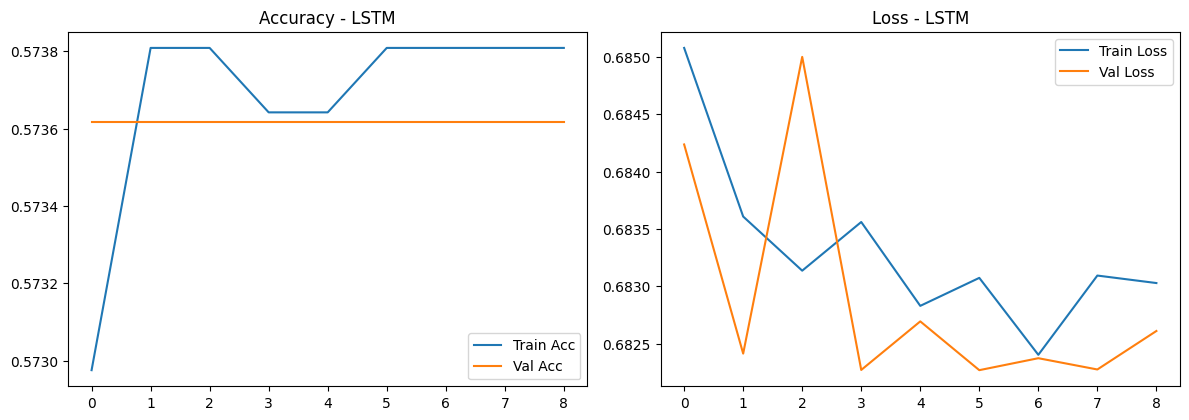 Accuracy - LSTM
0.5738
0.5736
0.5734
0.5732
0.5730
Train Acc
Val Acc
0 1 2 3 4 5 6 7 8
Loss - LSTM
0.6850
0.6845
0.6840
0.6835
0.6830
0.6825
Train Loss
Val Loss
0 1 2 3 4 5 6 7 8